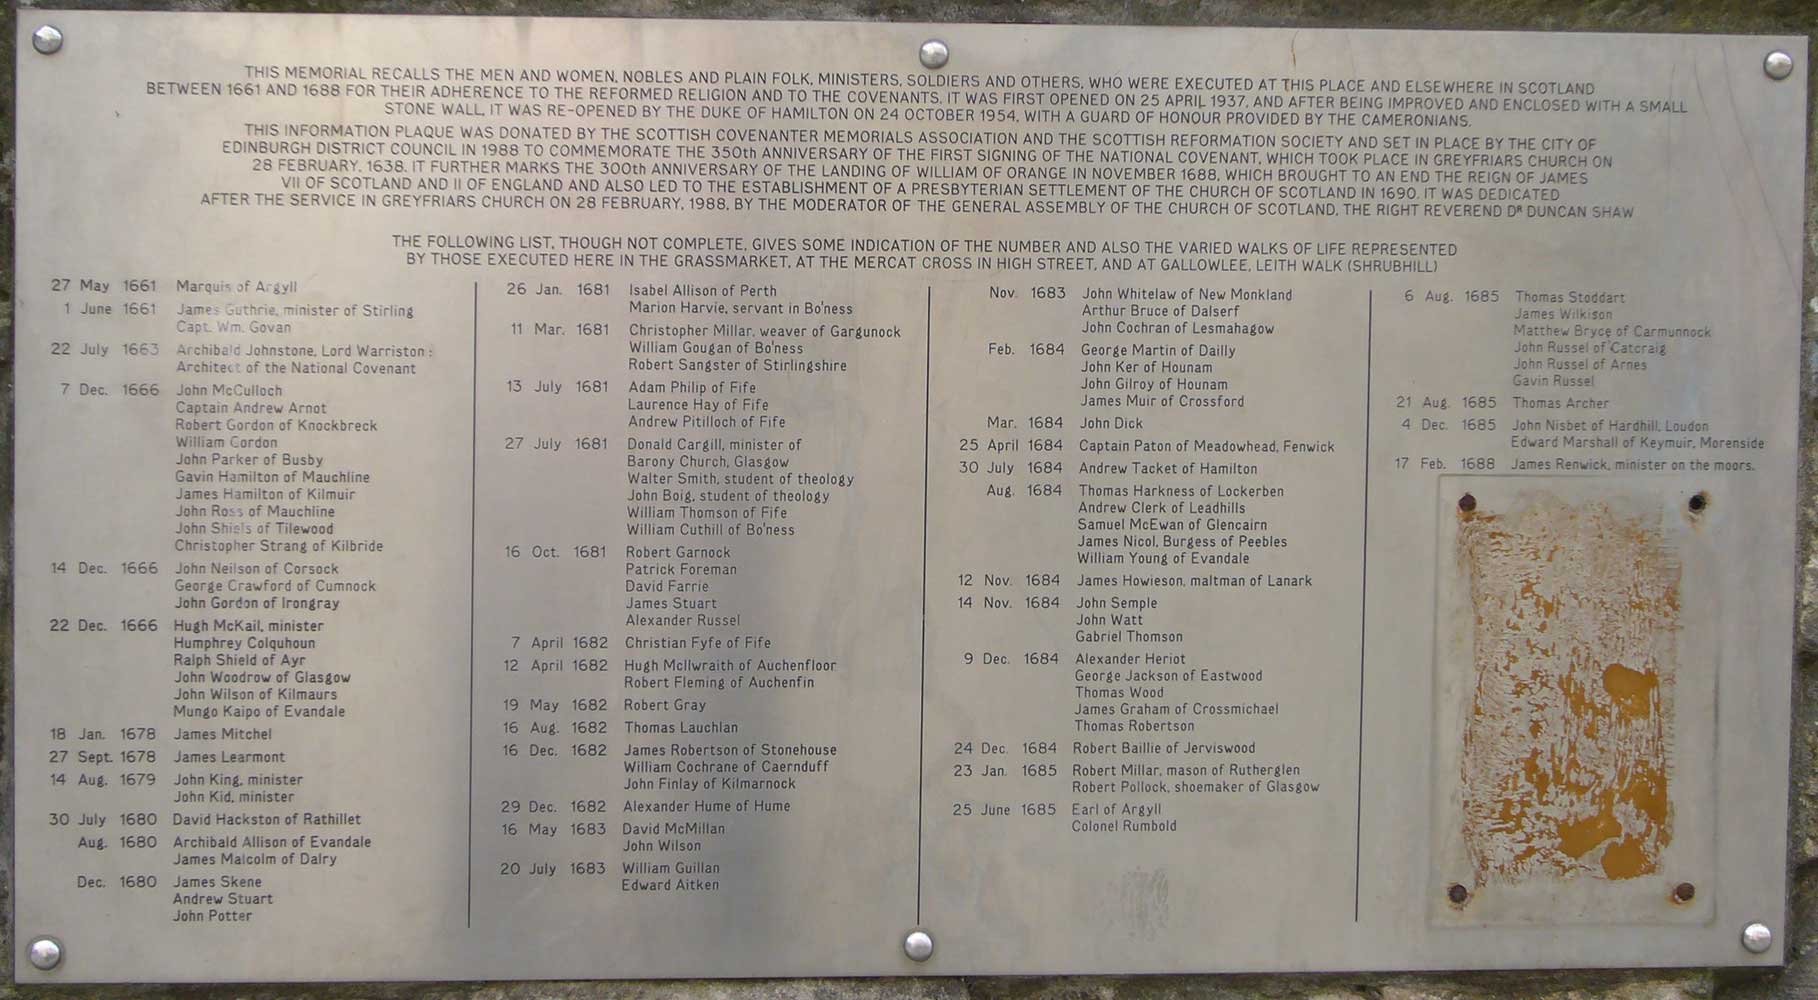 THIS MEMORIAL RECALLS THE MEN AND WOMEN, NOBLES AND PLAIN FOLK, MINISTERS, SOLDIERS AND OTHERS, WHO WERE EXECUTED AT THIS PLACE AND ELSEWHERE IN SCOTLAND
BETWEEN 1661 AND 1688 FOR THEIR ADHERENCE TO THE REFORMED RELIGION AND TO THE COVENANTS. IT WAS FIRST OPENED ON 25 APRIL 1937, AND AFTER BEING IMPROVED AND ENCLOSED WITH A SMALL
STONE WALL, IT WAS RE-OPENED BY THE DUKE OF HAMILTON ON 24 OCTOBER 1954, WITH A GUARD OF HONOUR PROVIDED BY THE CAMERONIANS.
THIS INFORMATION PLAQUE WAS DONATED BY THE SCOTTISH COVENANTER MEMORIALS ASSOCIATION AND THE SCOTTISH REFORMATION SOCIETY AND SET IN PLACE BY THE CITY OF
EDINBURGH DISTRICT COUNCIL IN 1988 TO COMMEMORATE THE 350th ANNIVERSARY OF THE FIRST SIGNING OF THE NATIONAL COVENANT, WHICH TOOK PLACE IN GREYFRIARS CHURCH ON
28 FEBRUARY, 1638. IT FURTHER MARKS THE 300th ANNIVERSARY OF THE LANDING OF WILLIAM OF ORANGE IN NOVEMBER 1688, WHICH BROUGHT TO AN END THE REIGN OF JAMES
VII OF SCOTLAND AND II OF ENGLAND AND ALSO LED TO THE ESTABLISHMENT OF A PRESBYTERIAN SETTLEMENT OF THE CHURCH OF SCOTLAND IN 1690. IT WAS DEDICATED
AFTER THE SERVICE IN GREYFRIARS CHURCH ON 28 FEBRUARY, 1988, BY THE MODERATOR OF THE GENERAL ASSEMBLY OF THE CHURCH OF SCOTLAND, THE RIGHT REVEREND DR DUNCAN SHAW
THE FOLLOWING LIST, THOUGH NOT COMPLETE, GIVES SOME INDICATION OF THE NUMBER AND ALSO THE VARIED WALKS OF LIFE REPRESENTED
BY THOSE EXECUTED HERE IN THE GRASSMARKET, AT THE MERCAT CROSS IN HIGH STREET, AND AT GALLOWLEE, LEITH WALK (SHRUBHILL)
27 May 1661 Marquis of Argyll
1 June 1661 James Guthrie, minister of Stirling
Capt. Wm. Govan
22 July 1663 Archibald Johnstone, Lord Warriston :
Architect of the National Covenant
7 Dec. 1666 John McCulloch
Captain Andrew Arnot
Robert Gordon of Knockbreck
William Gordon
John Parker of Busby
Gavin Hamilton of Mauchline
James Hamilton of Kilmuir
John Ross of Mauchline
John Shiels of Tilewood
Christopher Strang of Kilbride
14 Dec. 1666 John Neilson of Corsock
George Crawford of Cumnock
John Gordon of Irongray
22 Dec. 1666 Hugh McKail, minister
Humphrey Colquhoun
Ralph Shield of Ayr
John Woodrow of Glasgow
John Wilson of Kilmaurs
Mungo Kaipo of Evandale
18 Jan. 1678 James Mitchel
27 Sept. 1678 James Learmont
14 Aug. 1679 John King, minister
John Kid, minister
30 July 1680 David Hackston of Rathillet
Aug. 1680 Archibald Allison of Evandale
James Malcolm of Dalry
Dec. 1680 James Skene
Andrew Stuart
John Potter
26 Jan. 1681 Isabel Allison of Perth
Marion Harvie, servant in Bo'ness
11 Mar. 1681 Christopher Millar, weaver of Gargunock
William Gougan of Bo'ness
Robert Sangster of Stirlingshire
13 July 1681 Adam Philip of Fife
Laurence Hay of Fife
Andrew Pitilloch of Fife
27 July 1681 Donald Cargill, minister of
Barony Church, Glasgow
Walter Smith, student of theology
John Boig, student of theology
William Thomson of Fife
William Cuthill of Bo'ness
16 Oct. 1681 Robert Garnock
Patrick Foreman
David Farrie
James Stuart
Alexander Russel
7 April 1682 Christian Fyfe of Fife
12 April 1682 Hugh McIlwraith of Auchenfloor
Robert Fleming of Auchenfin
19 May 1682 Robert Gray
16 Aug. 1682 Thomas Lauchlan
16 Dec. 1682 James Robertson of Stonehouse
William Cochrane of Caernduff
John Finlay of Kilmarnock
29 Dec. 1682 Alexander Hume of Hume
16 May 1683 David McMillan
John Wilson
20 July 1683 William Guillan
Edward Aitken
Nov. 1683 John Whitelaw of New Monkland
Arthur Bruce of Dalserf
John Cochran of Lesmahagow
Feb. 1684 George Martin of Dailly
John Ker of Hounam
John Gilroy of Hounam
James Muir of Crossford
Mar. 1684 John Dick
25 April 1684 Captain Paton of Meadowhead, Fenwick
30 July 1684 Andrew Tacket of Hamilton
Aug. 1684 Thomas Harkness of Lockerben
Andrew Clerk of Leadhills
Samuel McEwan of Glencairn
James Nicol, Burgess of Peebles
William Young of Evandale
12 Nov. 1684 James Howieson, maltman of Lanark
14 Nov. 1684 John Semple
John Watt
Gabriel Thomson
9 Dec. 1684 Alexander Heriot
George Jackson of Eastwood
Thomas Wood
James Graham of Crossmichael
Thomas Robertson
24 Dec. 1684 Robert Baillie of Jerviswood
23 Jan. 1685 Robert Millar, mason of Rutherglen
Robert Pollock, shoemaker of Glasgow
25 June 1685 Earl of Argyll
Colonel Rumbold
6 Aug. 1685 Thomas Stoddart
James Wilkison
Matthew Bryce of Carmunnock
John Russel of Catcraig
John Russel of Arnes
Gavin Russel
21 Aug. 1685 Thomas Archer
4 Dec. 1685 John Nisbet of Hardhill, Loudon
Edward Marshall of Keymuir, Morenside
17 Feb. 1688 James Renwick, minister on the moors.